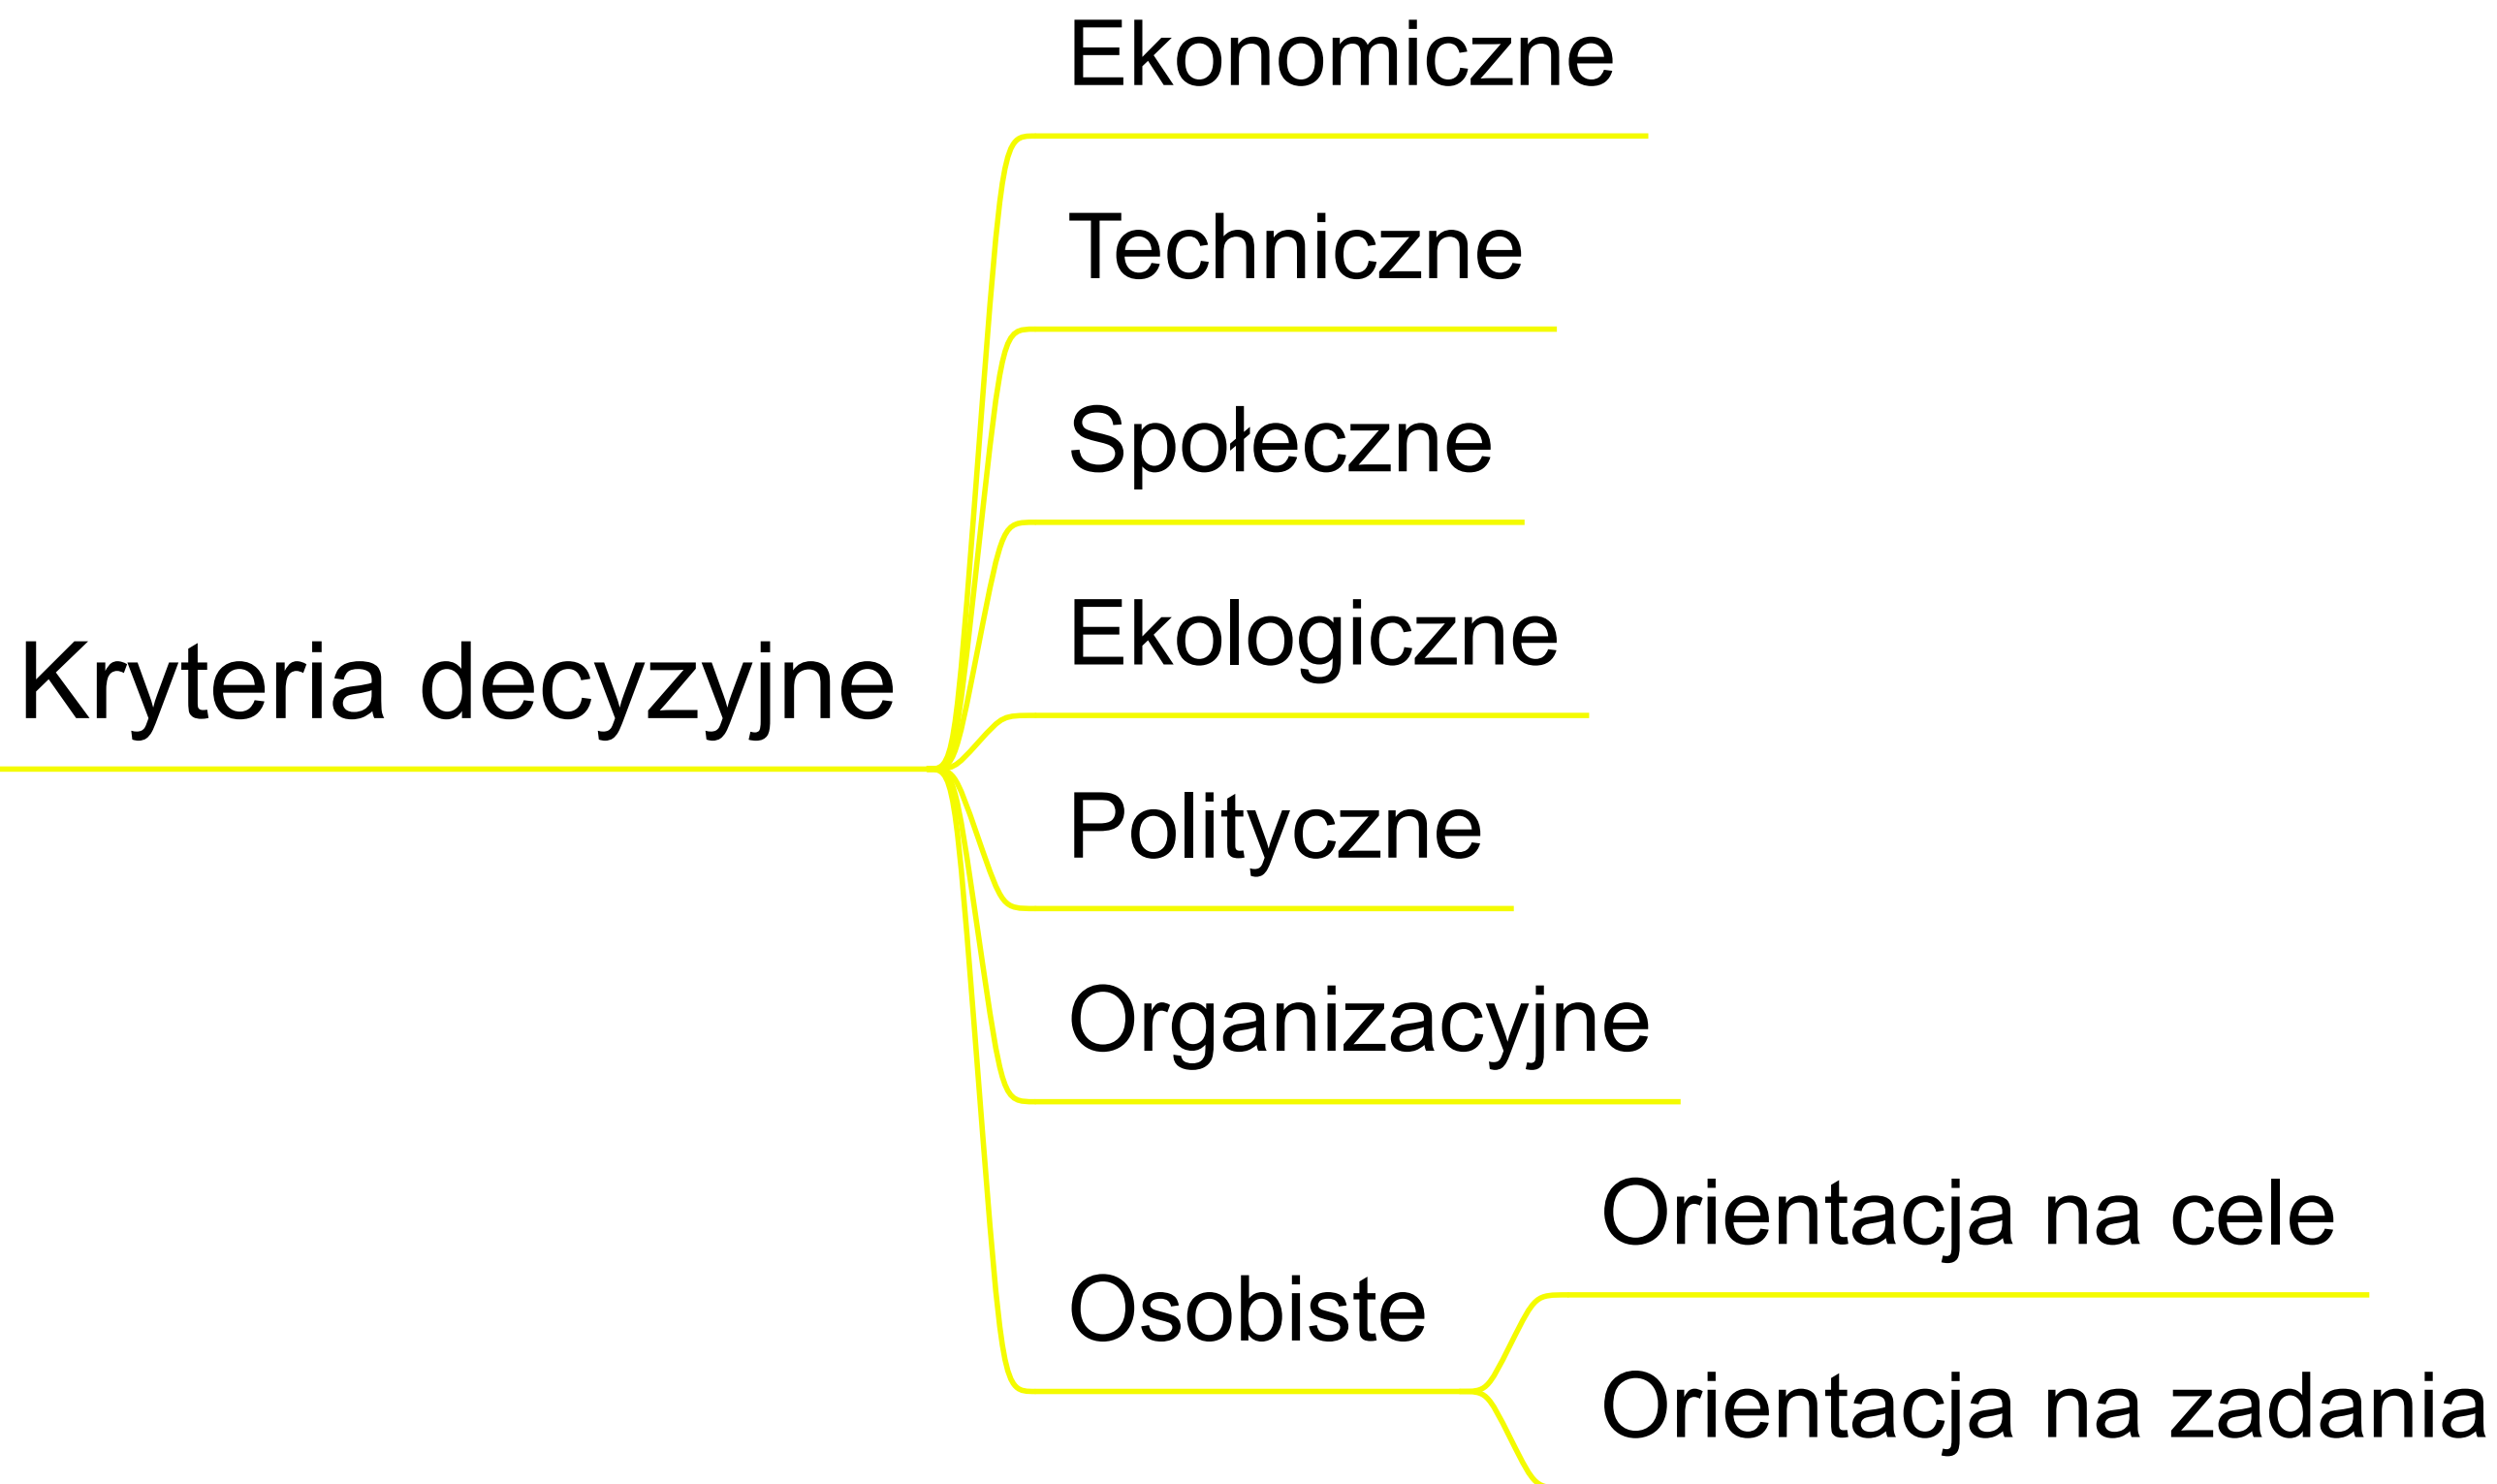 Ekonomiczne
Techniczne
Społeczne
Ekologiczne
Kryteria decyzyjne
Polityczne
Organizacyjne
Osobiste
Orientacja na cele
Orientacja na zadania